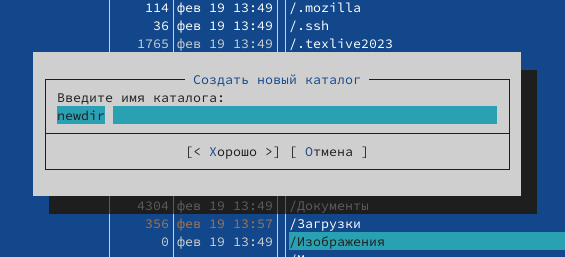 114 фев 19 13:49 /.mozilla
36 фев 19 13:49 /.ssh
1765 фев 19 13:49 /.texlive2023
Создать новый каталог
Введите имя каталога:
newdir
[< Хорошо >] [ Отмена ]
4304 фев 19 13:49 /Документы
356 фев 19 13:57 /Загрузки
0 фев 19 13:49 /Изображения